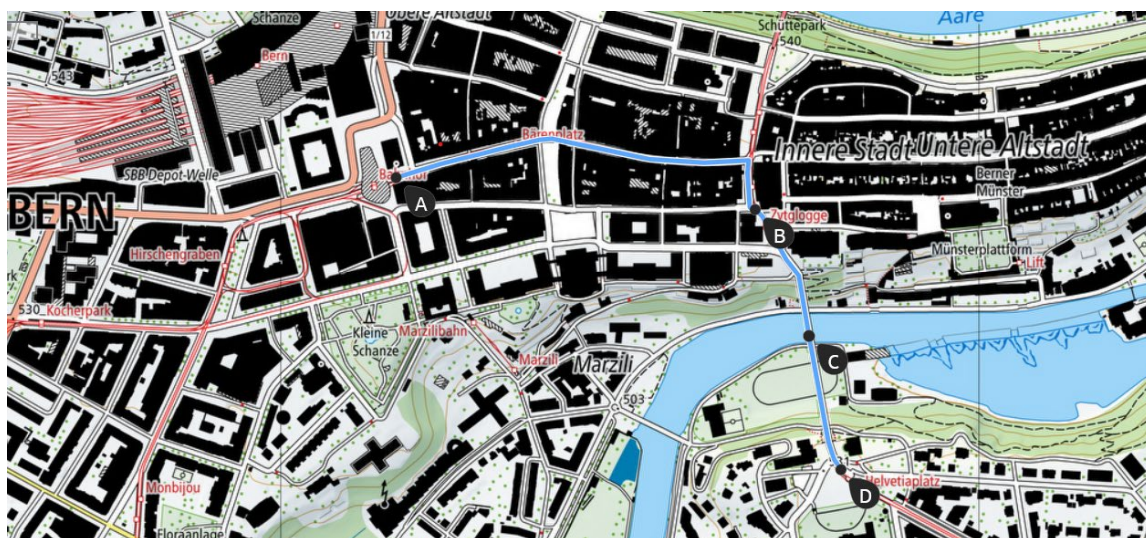 Schanze
Obere Altstadt
Aare
Schüttepark
540
1/12
Bern
543
Bärenplatz
Innere Stadt
Untere Altstadt
SBB Depot-Welle
Berner
Münster
A
BERN
Zytglogge
B
Hirschengraben
Münsterplattform
Lift
530
Kocherpark
Kleine
Schanze
Marzilibahn
Marzili
Marzili
C
503
Helvetiaplatz
D
Monbijou
Floraanlage